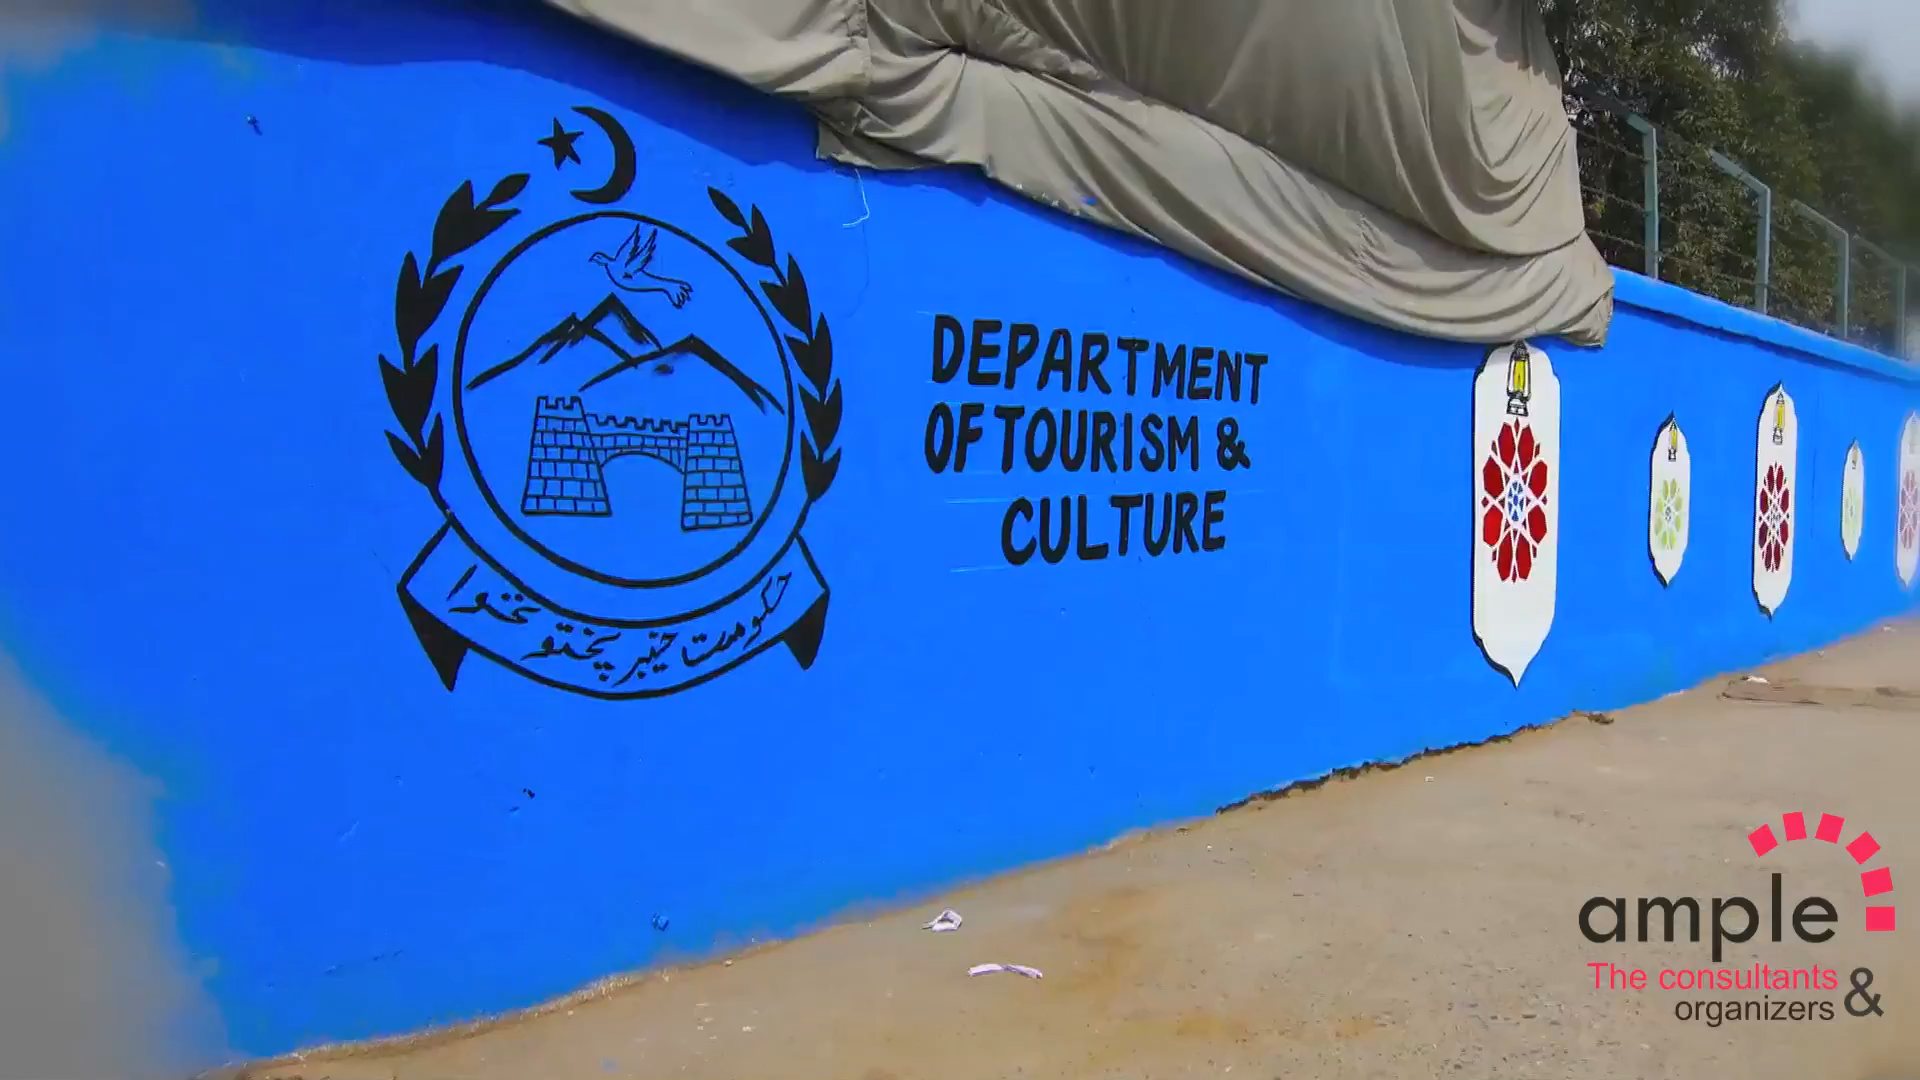 حکومت خیبر پختونخوا
DEPARTMENT
OF TOURISM &
CULTURE
ample
The consultants
organizers &